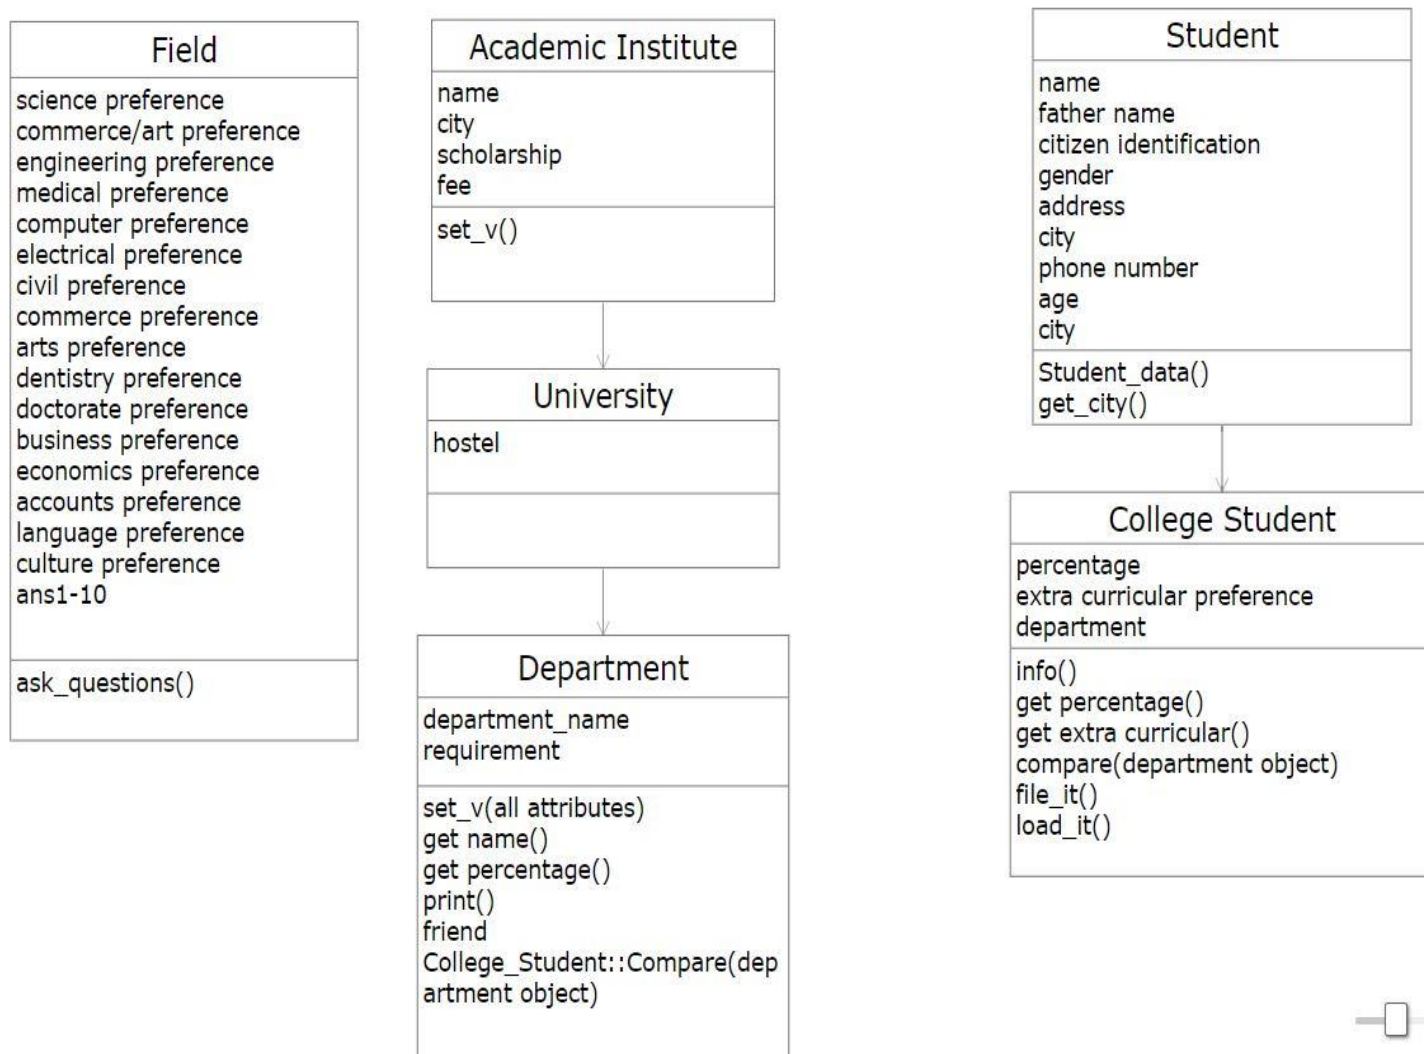 Field
science preference
commerce/art preference
engineering preference
medical preference
computer preference
electrical preference
civil preference
commerce preference
arts preference
dentistry preference
doctorate preference
business preference
economics preference
accounts preference
language preference
culture preference
ans1-10
ask_questions()
Academic Institute
name
city
scholarship
fee
set_v()
University
hostel
Department
department_name
requirement
set_v(all attributes)
get name()
get percentage()
print()
friend
College_Student::Compare(dep
artment object)
Student
name
father name
citizen identification
gender
address
city
phone number
age
city
Student_data()
get_city()
College Student
percentage
extra curricular preference
department
info()
get percentage()
get extra curricular()
compare(department object)
file_it()
load_it()